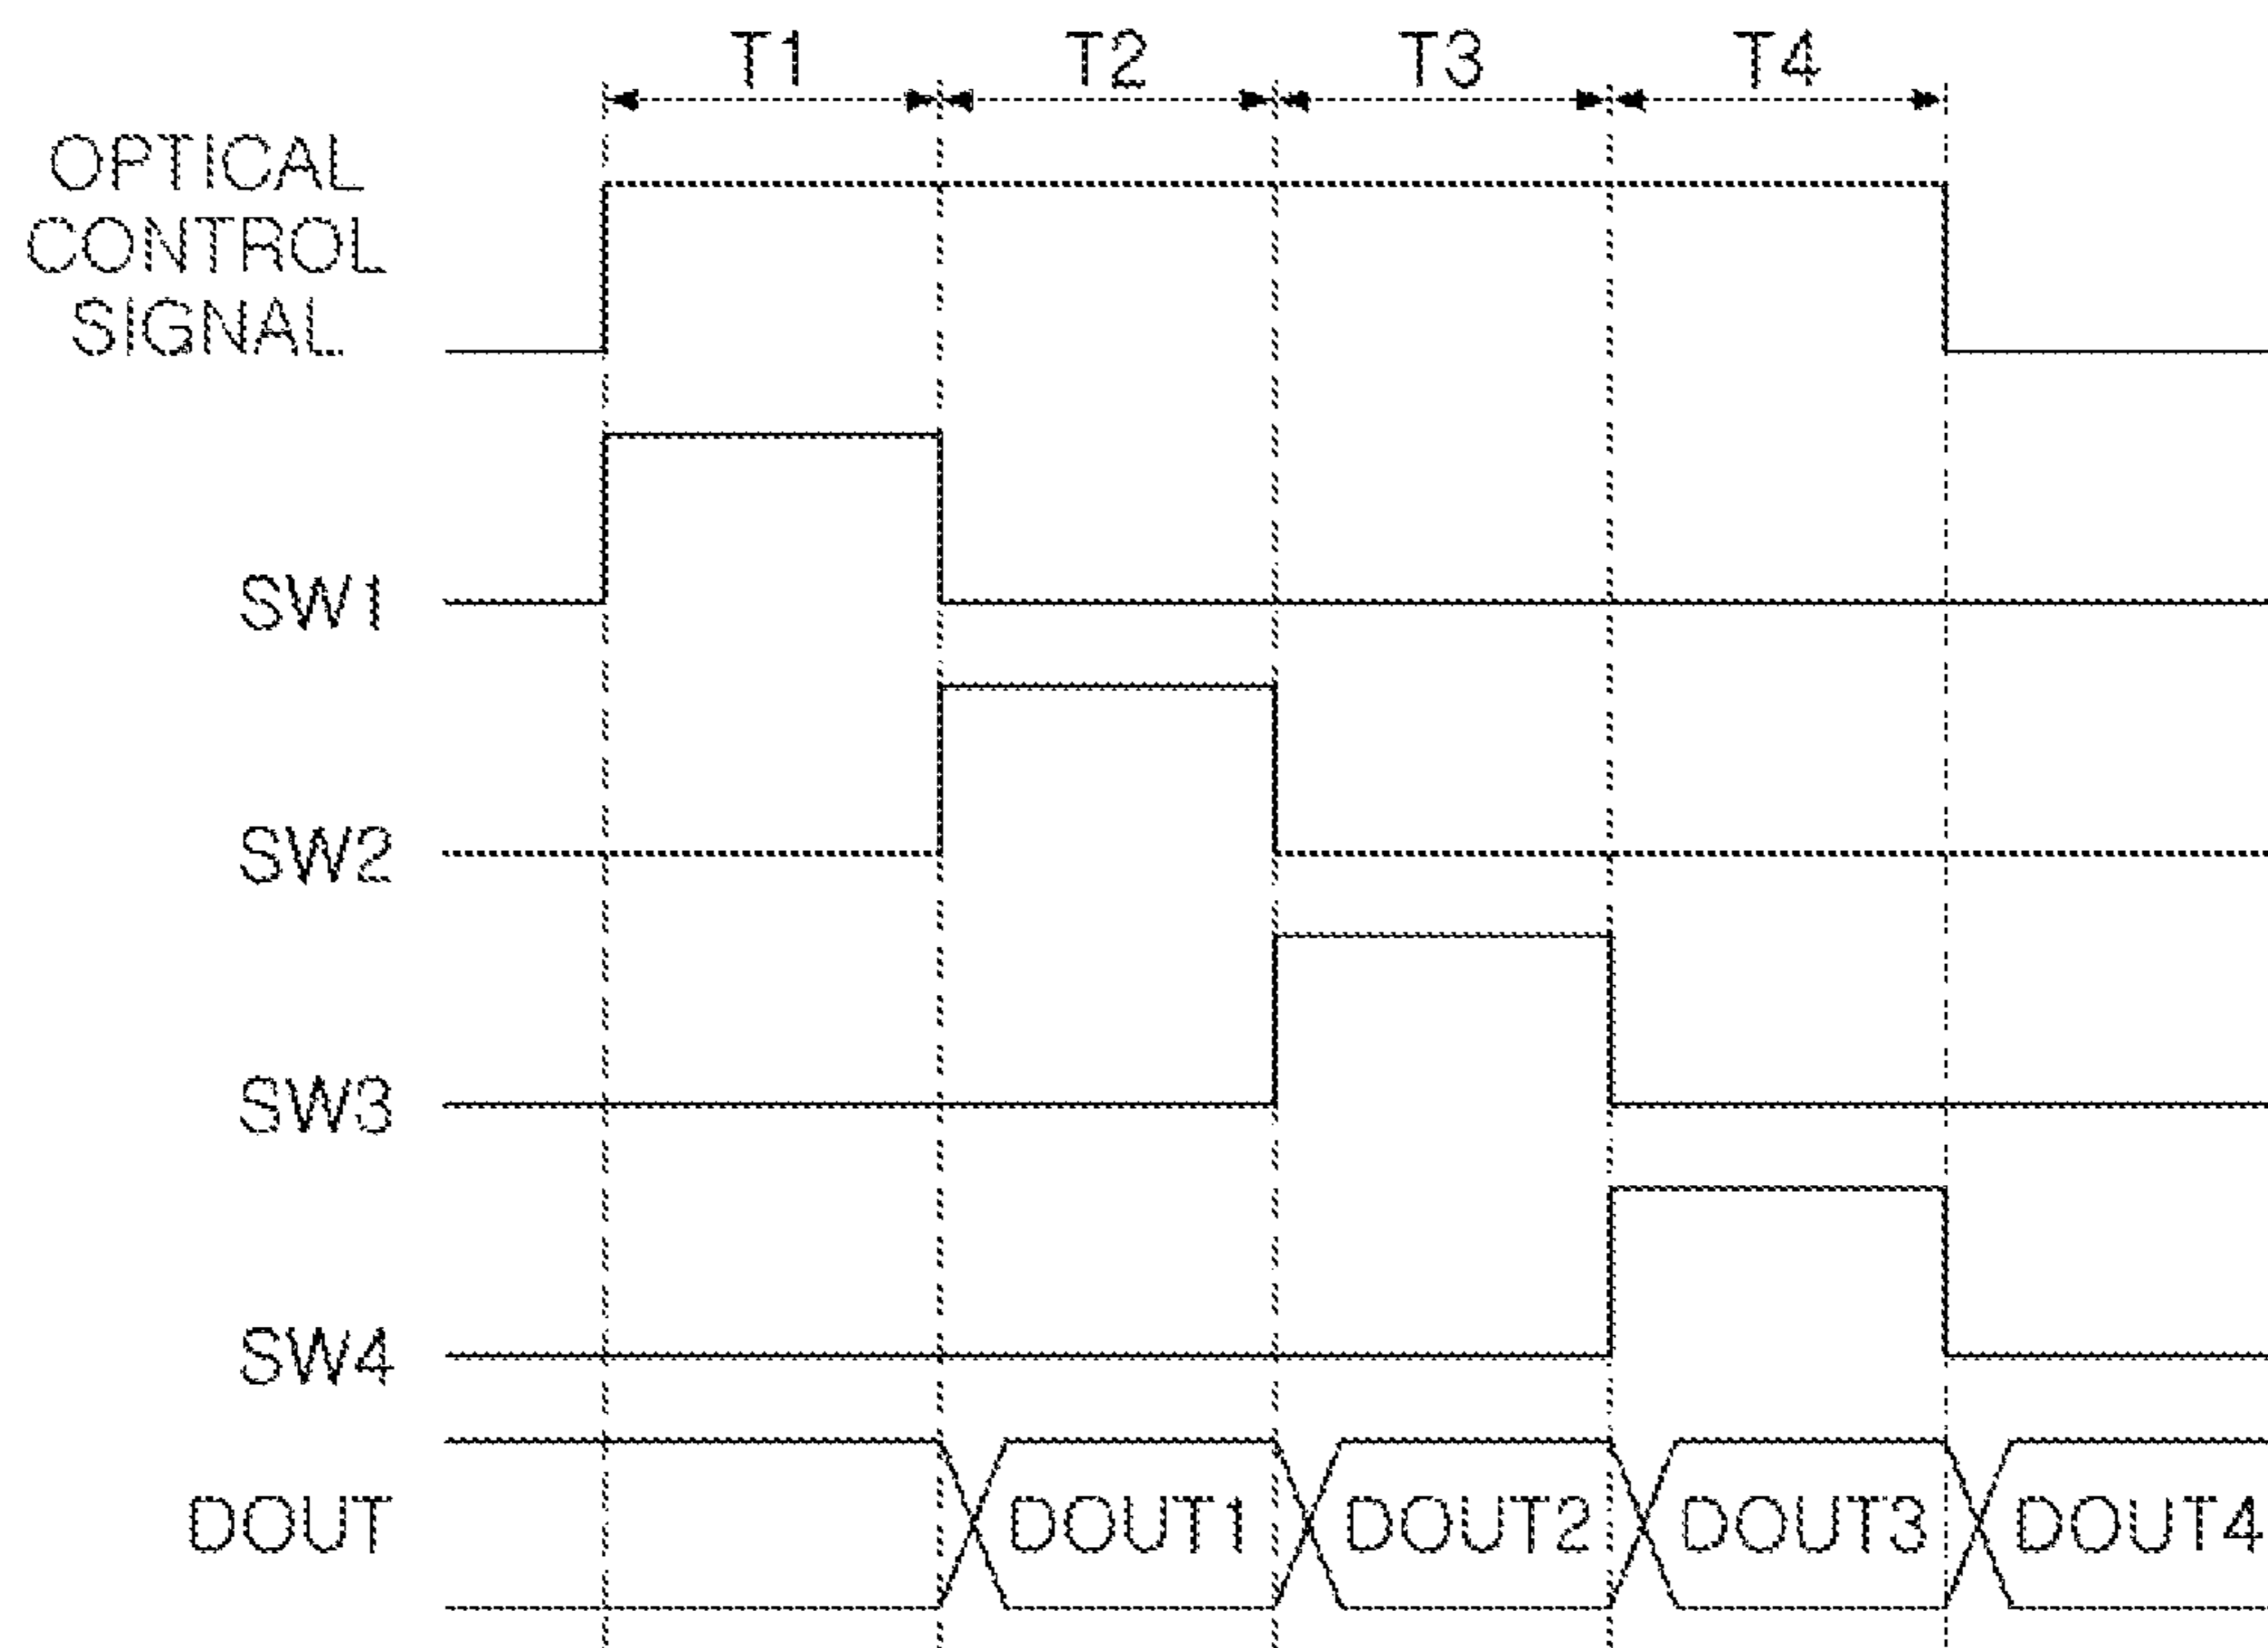 T1 T2 T3 T4
OPTICAL
CONTROL
SIGNAL
SW1
SW2
SW3
SW4
DOUT DOUT1 DOUT2 DOUT3 DOUT4